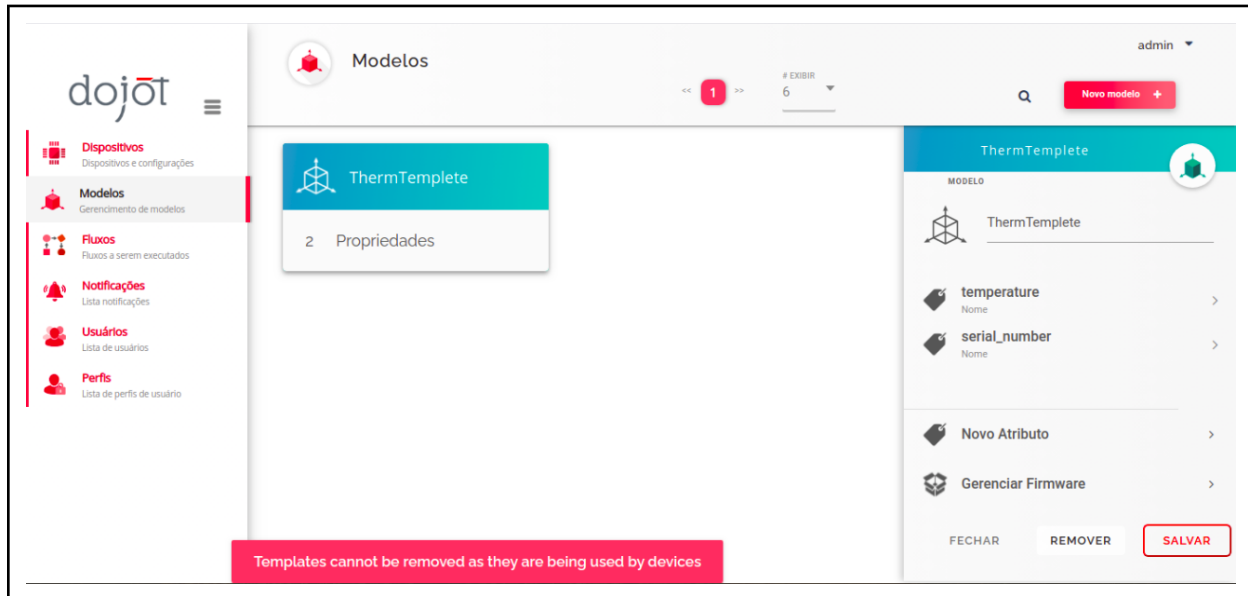 dojot
Dispositivos
Dispositivos e configurações
Modelos
Gerencimento de modelos
Fluxos
Fluxos a serem executados
Notificações
Lista notificações
Usuários
Lista de usuários
Perfis
Lista de perfis de usuário
Modelos
admin
<< 1 >>
# EXIBIR
6
Novo modelo +
ThermTemplete
2 Propriedades
ThermTemplete
MODELO
ThermTemplete
temperature
Nome
serial_number
Nome
Novo Atributo
Gerenciar Firmware
FECHAR REMOVER SALVAR
Templates cannot be removed as they are being used by devices